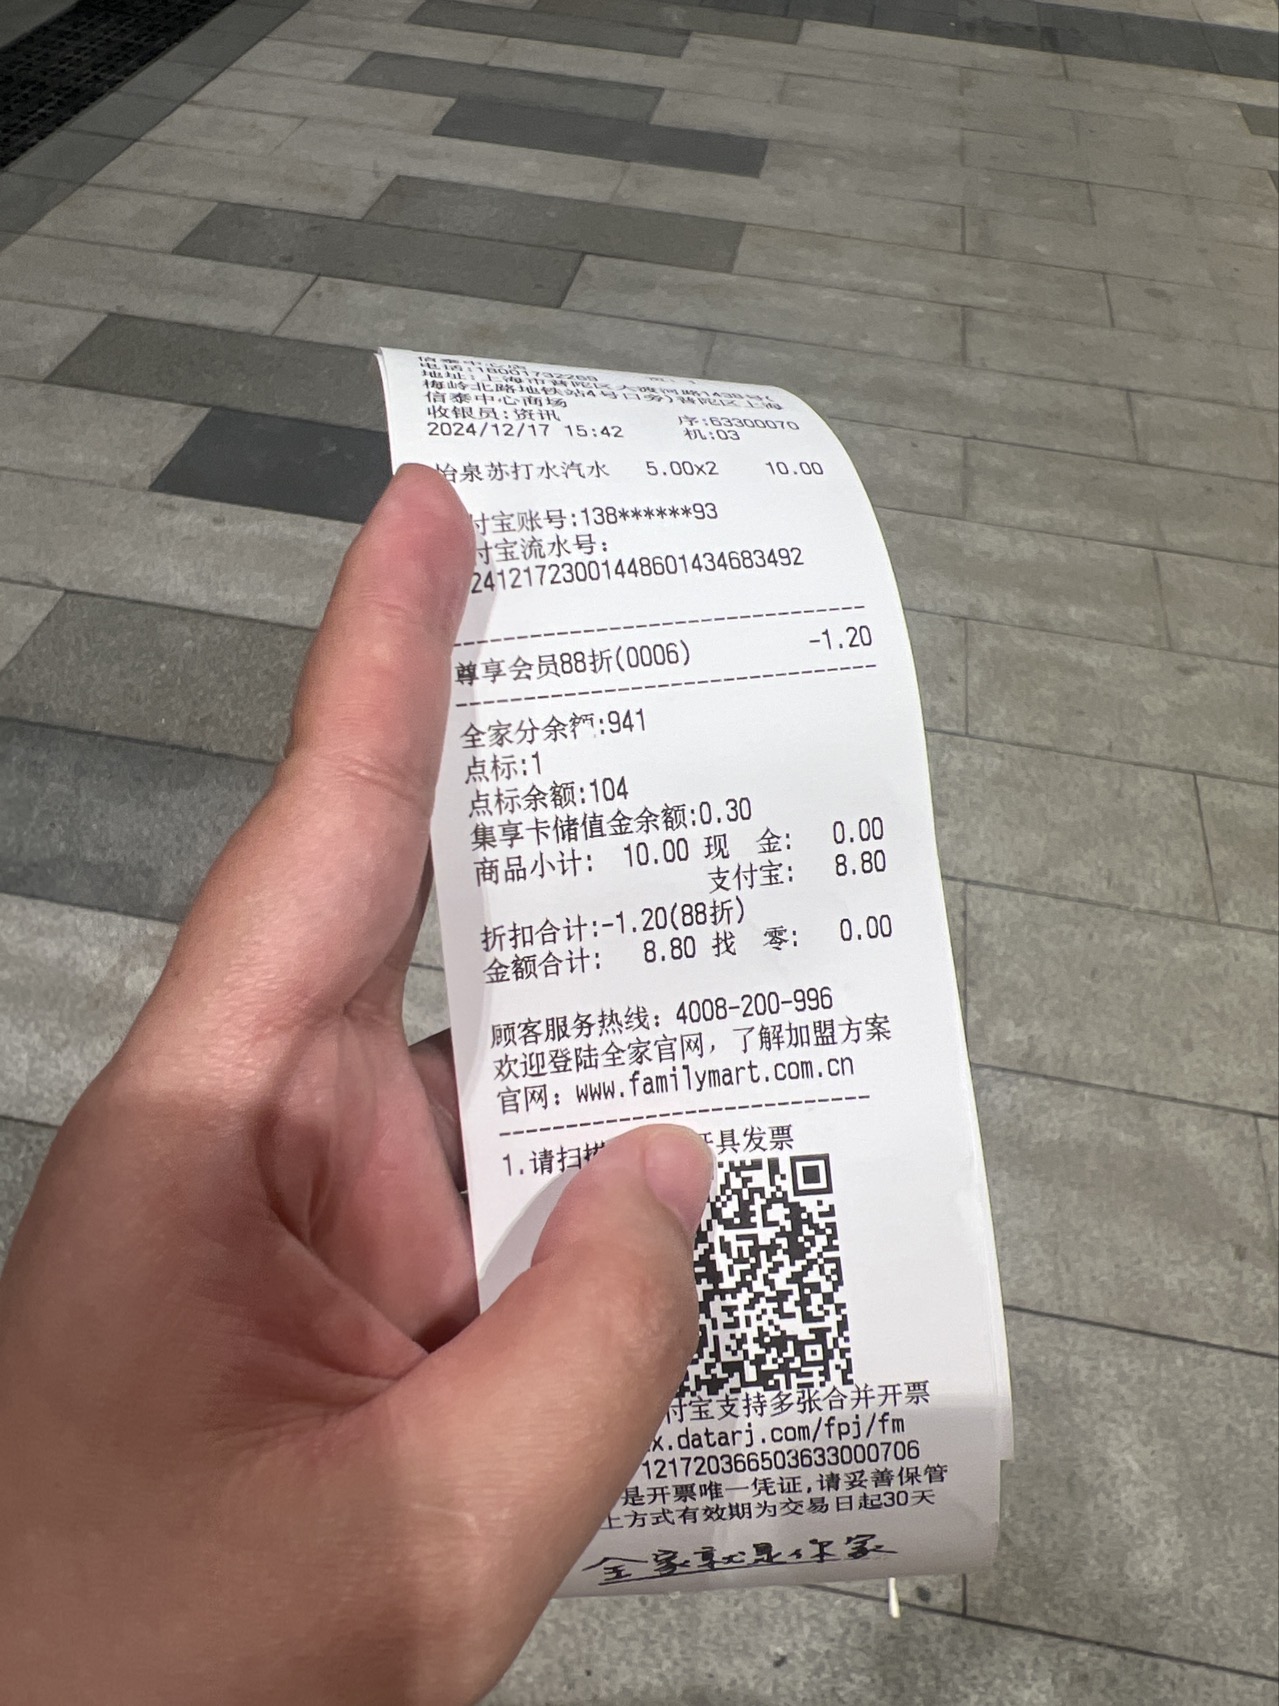 信泰中心店
电话:18001732269
地址:上海市普陀区大渡河路1438号(
梅岭北路地铁站4号口旁)普陀区上海
信泰中心商场
收银员:资讯 序:63300070
2024/12/17 15:42 机:03
怡泉苏打水汽水 5.00x2 10.00
付宝账号:138******93
付宝流水号:
24121723001448601434683492
尊享会员88折(0006) -1.20
全家分余额:941
点标:1
点标余额:104
集享卡储值金余额:0.30
商品小计: 10.00 现 金: 0.00
支付宝: 8.80
折扣合计:-1.20(88折)
金额合计: 8.80 找 零: 0.00
顾客服务热线: 4008-200-996
欢迎登陆全家官网，了解加盟方案
官网: www.familymart.com.cn
1.请扫 具发票
付宝支持多张合并开票
x.datarj.com/fpj/fm
121720366503633000706
是开票唯一凭证,请妥善保管
上方式有效期为交易日起30天
全家就是你家